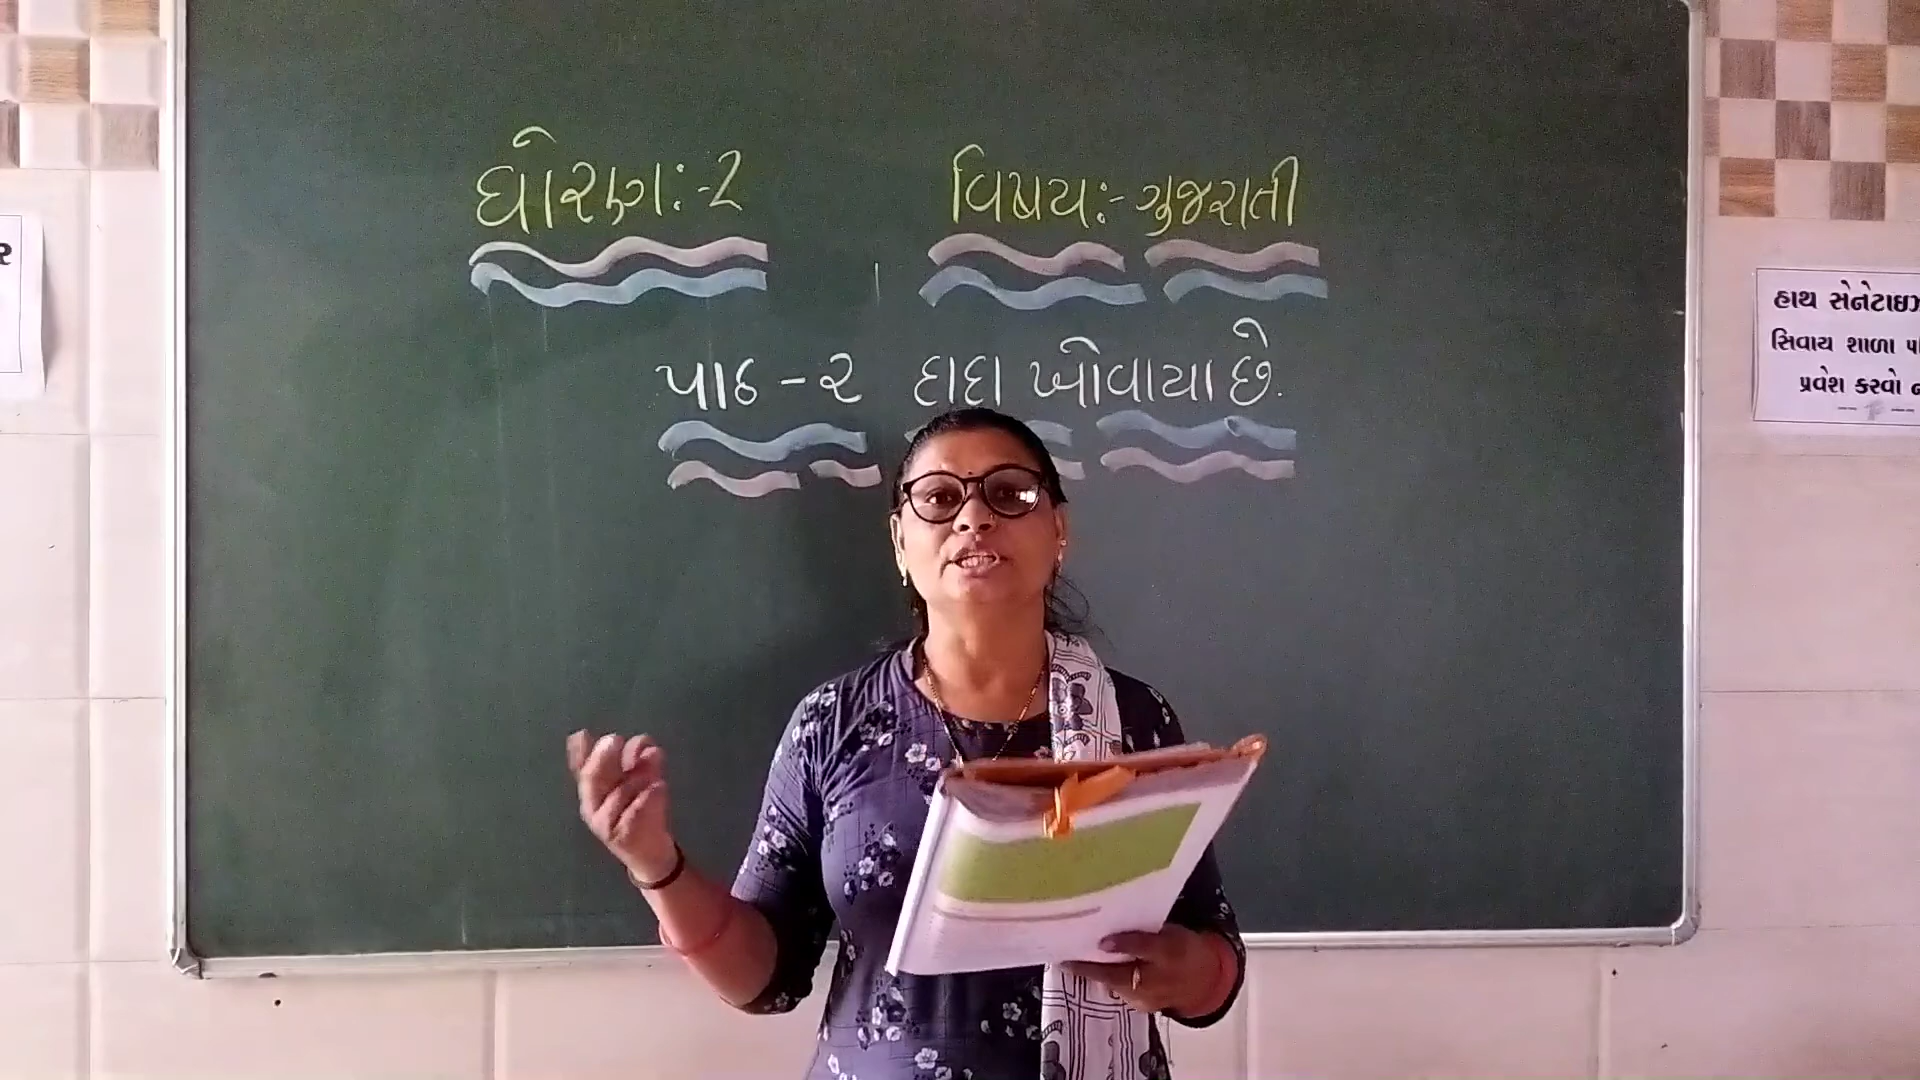 ધોરણ:-2
વિષય:- ગુજરાતી
પાઠ - ૨ દાદા ખોવાયા છે.
ર
હાથ સેનેટાઇઝ
સિવાય શાળા
પ્રવેશ કરવો